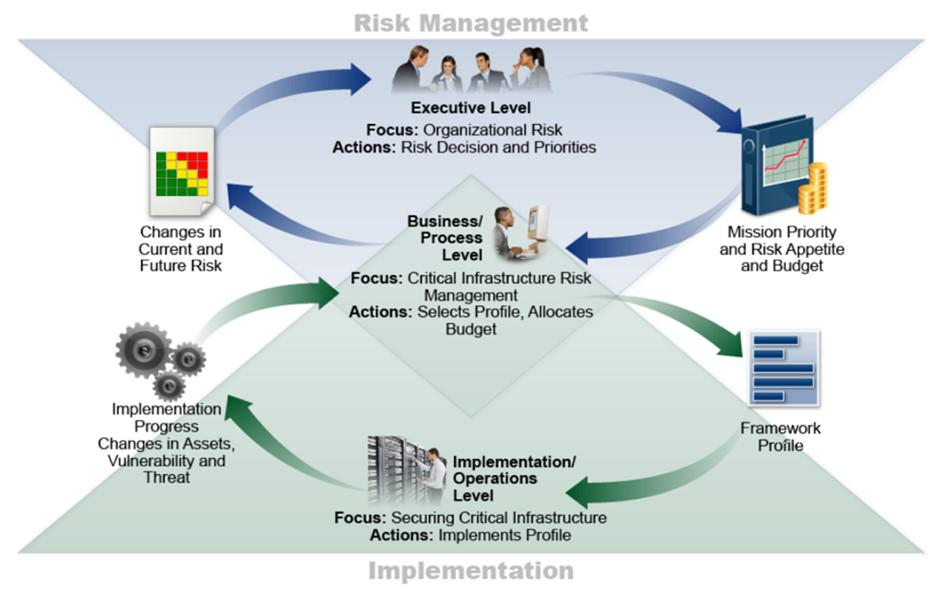 Risk Management
Executive Level
Focus: Organizational Risk
Actions: Risk Decision and Priorities
Changes in
Current and
Future Risk
Mission Priority
and Risk Appetite
and Budget
Business/
Process
Level
Focus: Critical Infrastructure Risk
Management
Actions: Selects Profile, Allocates
Budget
Implementation
Progress
Changes in Assets,
Vulnerability and
Threat
Framework
Profile
Implementation/
Operations
Level
Focus: Securing Critical Infrastructure
Actions: Implements Profile
Implementation